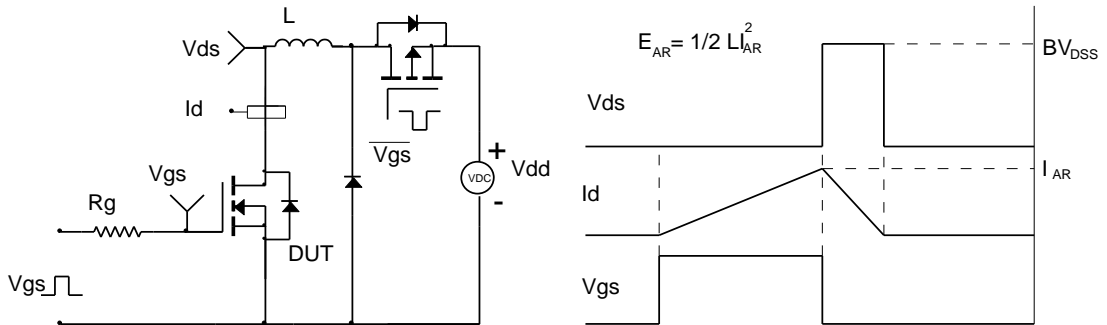 L
Vds
Id
Vgs
Vgs
Rg
DUT
Vgs
VDC
+
-
Vdd
E_AR= 1/2 LI_AR^2
BV_DSS
Vds
I_AR
Id
Vgs